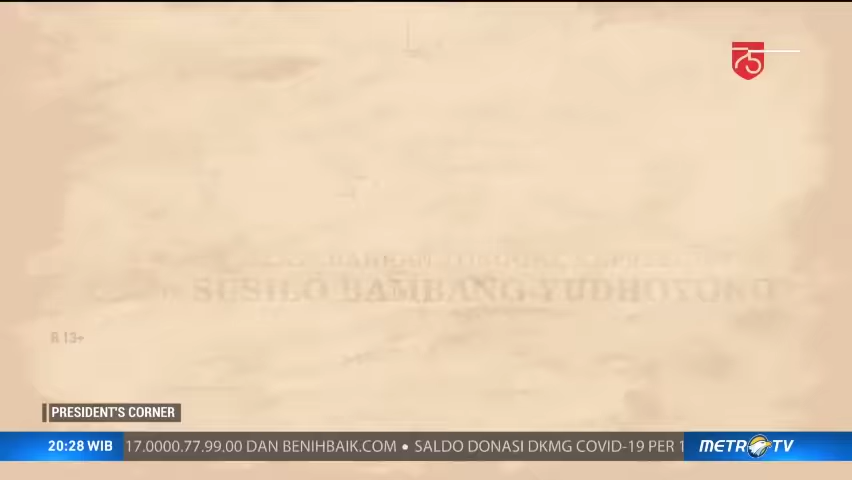 75
SUSILO BAMBANG YUDHOYONO
R 13+
PRESIDENT'S CORNER
20:28 WIB 17.0000.77.99.00 DAN BENIHBAIK.COM • SALDO DONASI DKMG COVID-19 PER 1 METRO TV